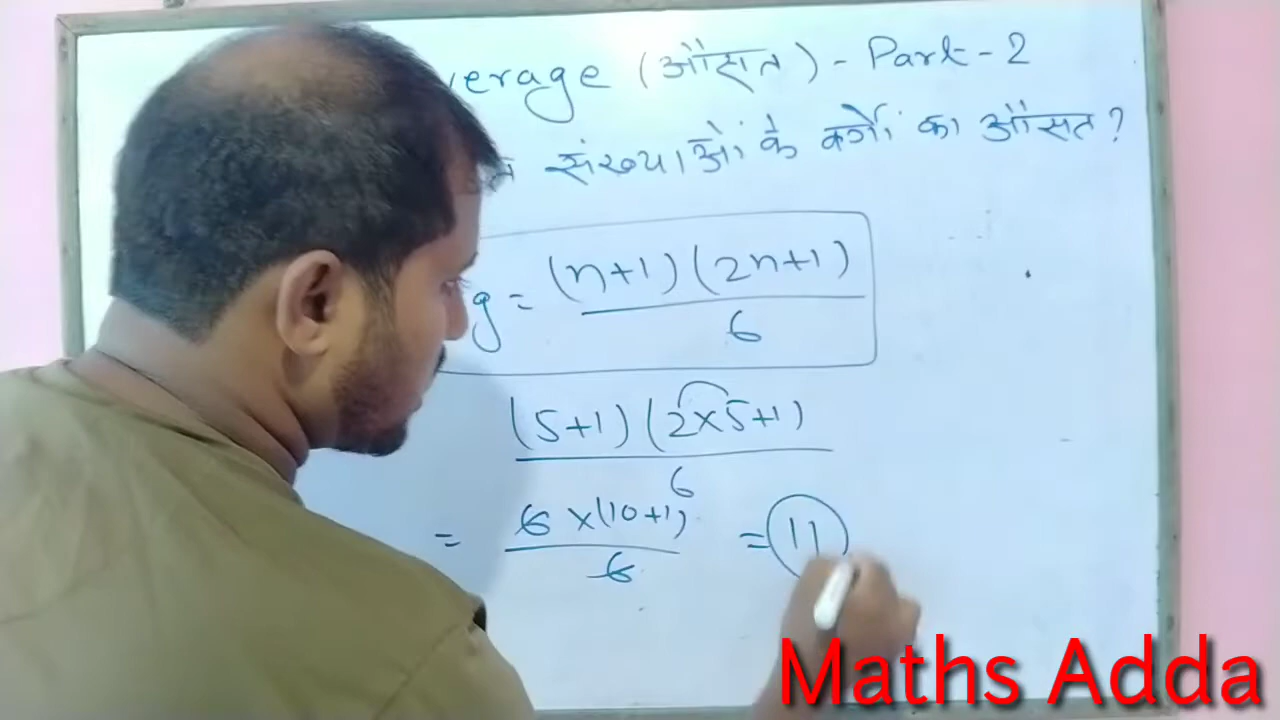 verage (औसत) - Part - 2
संख्याओं के वर्गों का औसत ?
g = (n+1) (2n+1)
6
(5+1) (2×5+1)
6
= 6 ×(10+1) = 11
6
Maths Adda